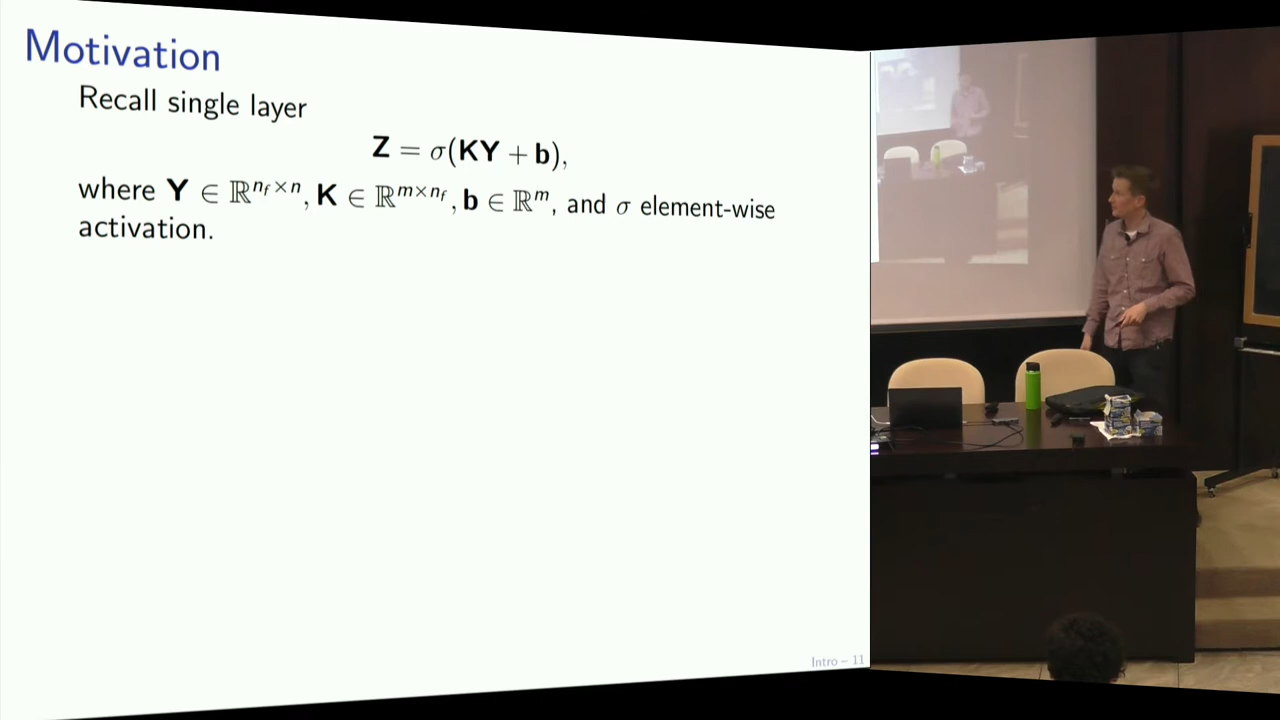 Motivation
Recall single layer
Z = σ(KY + b),
where Y ∈ ℝ^{n_f×n}, K ∈ ℝ^{m×n_f}, b ∈ ℝ^m, and σ element-wise
activation.
Intro – 11